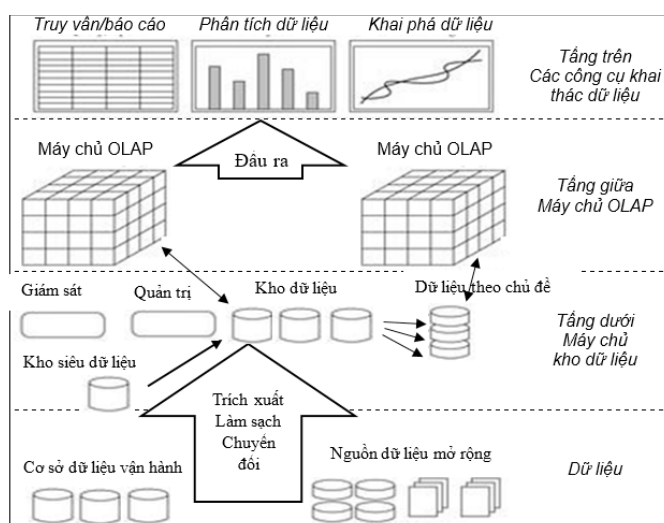 Truy vấn/báo cáo
Phân tích dữ liệu
Khai phá dữ liệu
Tầng trên
Các công cụ khai
thác dữ liệu
Máy chủ OLAP
Đầu ra
Máy chủ OLAP
Tầng giữa
Máy chủ OLAP
Giám sát
Quản trị
Kho dữ liệu
Dữ liệu theo chủ đề
Tầng dưới
Máy chủ
kho dữ liệu
Kho siêu dữ liệu
Trích xuất
Làm sạch
Chuyển
đổi
Cơ sở dữ liệu vận hành
Nguồn dữ liệu mở rộng
Dữ liệu